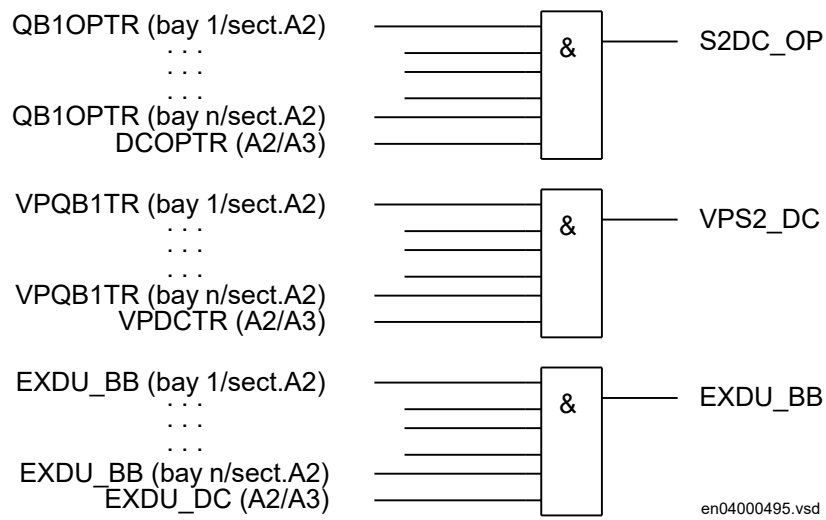 QB1OPTR (bay 1/sect.A2)
. . .
. . .
. . .
QB1OPTR (bay n/sect.A2)
DCOPTR (A2/A3)
&
S2DC_OP
VPQB1TR (bay 1/sect.A2)
. . .
. . .
. . .
VPQB1TR (bay n/sect.A2)
VPDCTR (A2/A3)
&
VPS2_DC
EXDU_BB (bay 1/sect.A2)
. . .
. . .
. . .
EXDU_BB (bay n/sect.A2)
EXDU_DC (A2/A3)
&
EXDU_BB
en04000495.vsd